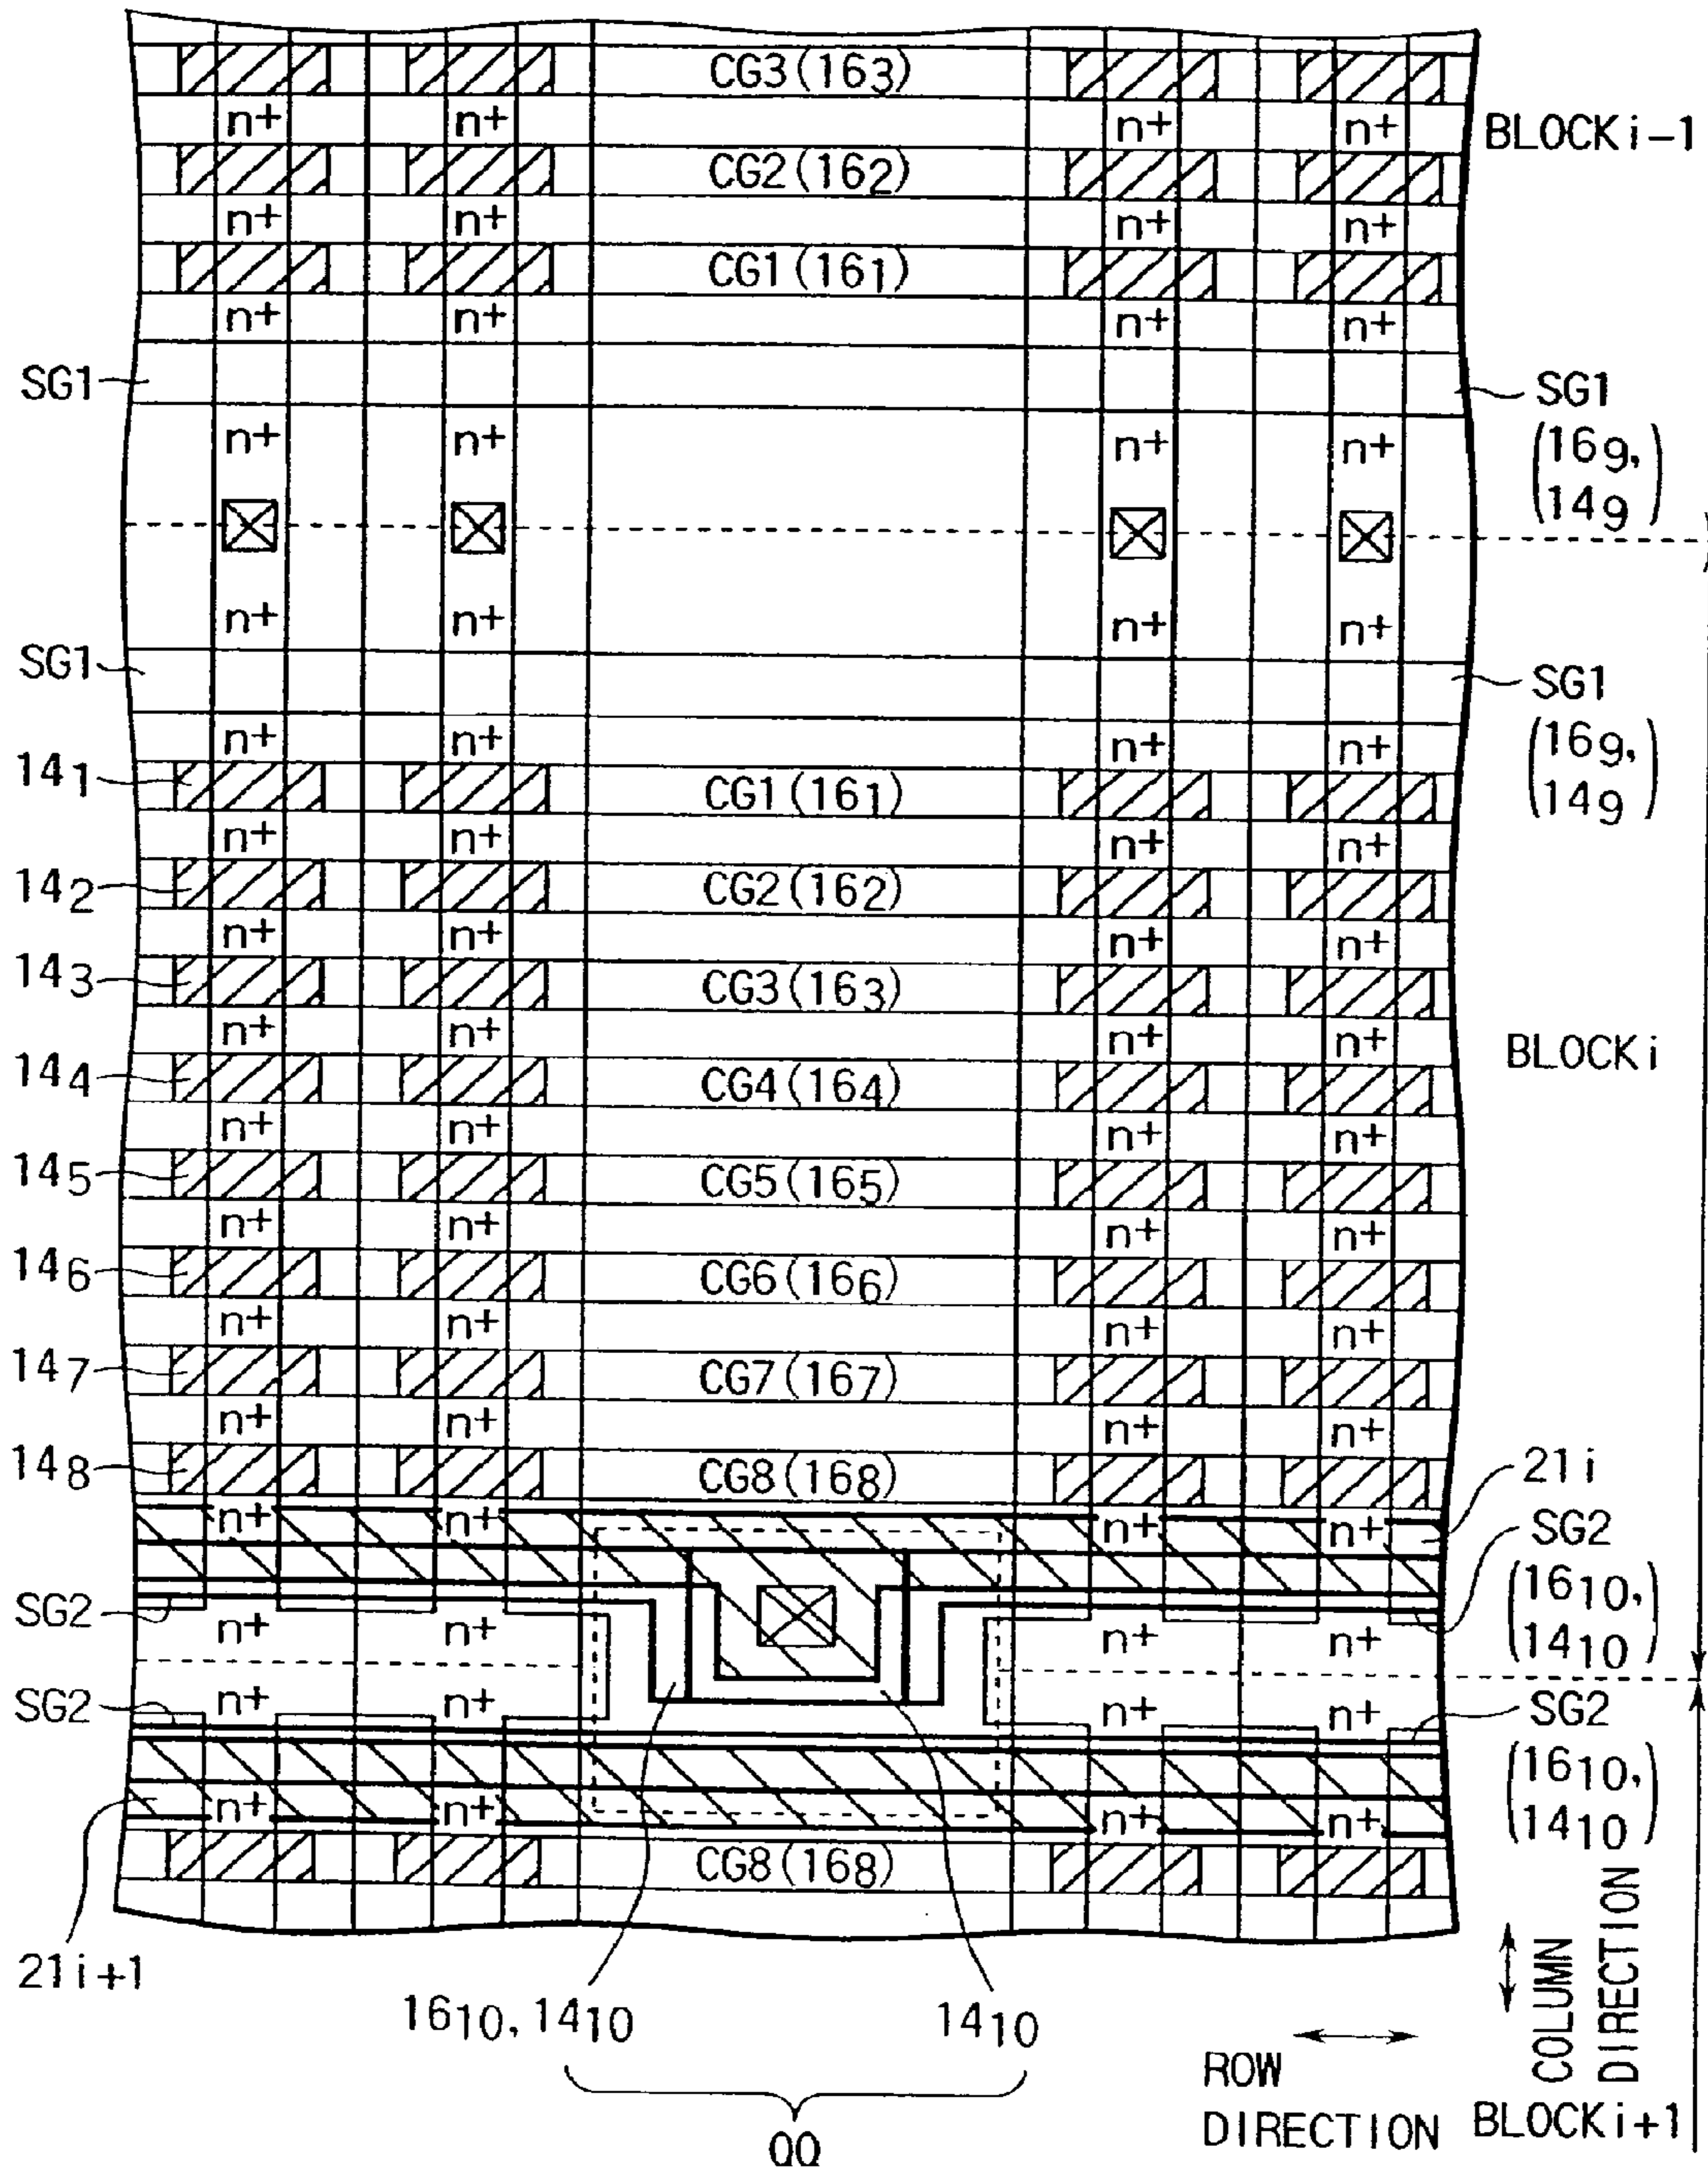 CG3(16₃)
n+ n+ n+ n+ BLOCKi-1
CG2(16₂)
n+ n+ n+ n+
CG1(16₁)
n+ n+ n+ n+
SG1 SG1
n+ n+ n+ n+ (16₉,
14₉)
n+ n+ n+ n+
SG1 SG1
n+ n+ n+ n+ (16₉,
14₁ CG1(16₁) 14₉)
n+ n+ n+ n+
14₂ CG2(16₂)
n+ n+ n+ n+
14₃ CG3(16₃)
n+ n+ n+ n+ BLOCKi
14₄ CG4(16₄)
n+ n+ n+ n+
14₅ CG5(16₅)
n+ n+ n+ n+
14₆ CG6(16₆)
n+ n+ n+ n+
14₇ CG7(16₇)
n+ n+ n+ n+
14₈ CG8(16₈) 21i
n+ n+ n+ n+ SG2
SG2 (16₁₀,
n+ n+ n+ n+ 14₁₀)
SG2 n+ n+ n+ n+ SG2
(16₁₀,
n+ n+ n+ n+ 14₁₀)
CG8(16₈)
21i+1
16₁₀, 14₁₀ 14₁₀
QQ
ROW
DIRECTION
COLUMN
DIRECTION
BLOCKi+1